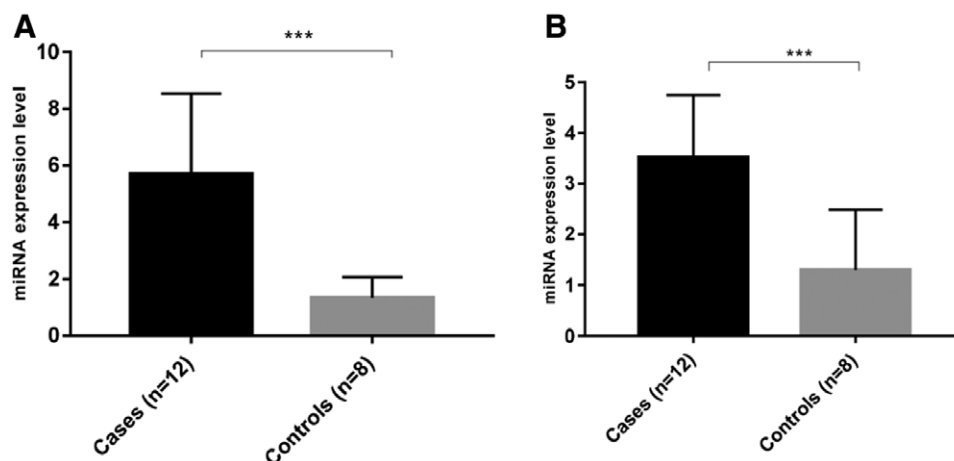 A
***
miRNA expression level
10
8
6
4
2
0
Cases (n=12)
Controls (n=8)
B
***
miRNA expression level
5
4
3
2
1
0
Cases (n=12)
Controls (n=8)